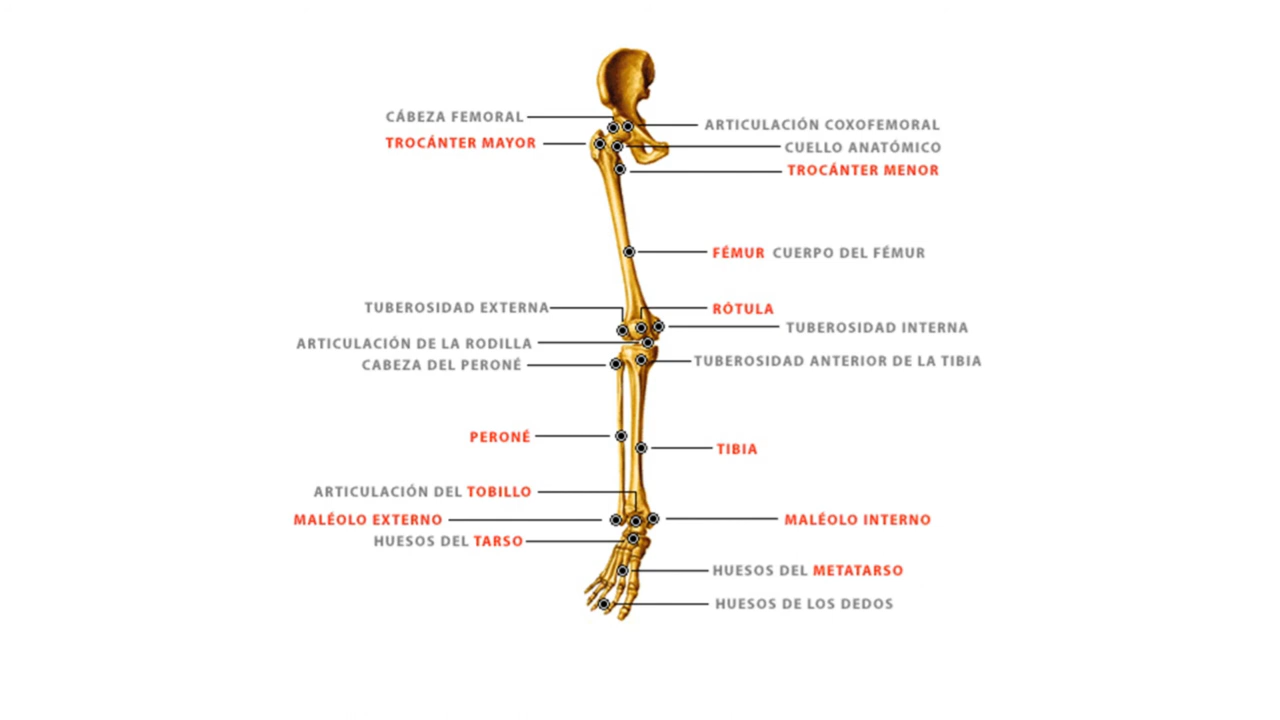 CÁBEZA FEMORAL
ARTICULACIÓN COXOFEMORAL
TROCÁNTER MAYOR
CUELLO ANATÓMICO
TROCÁNTER MENOR
FÉMUR CUERPO DEL FÉMUR
TUBEROSIDAD EXTERNA
RÓTULA
TUBEROSIDAD INTERNA
ARTICULACIÓN DE LA RODILLA
CABEZA DEL PERONÉ
TUBEROSIDAD ANTERIOR DE LA TIBIA
PERONÉ
TIBIA
ARTICULACIÓN DEL TOBILLO
MALÉOLO EXTERNO
MALÉOLO INTERNO
HUESOS DEL TARSO
HUESOS DEL METATARSO
HUESOS DE LOS DEDOS